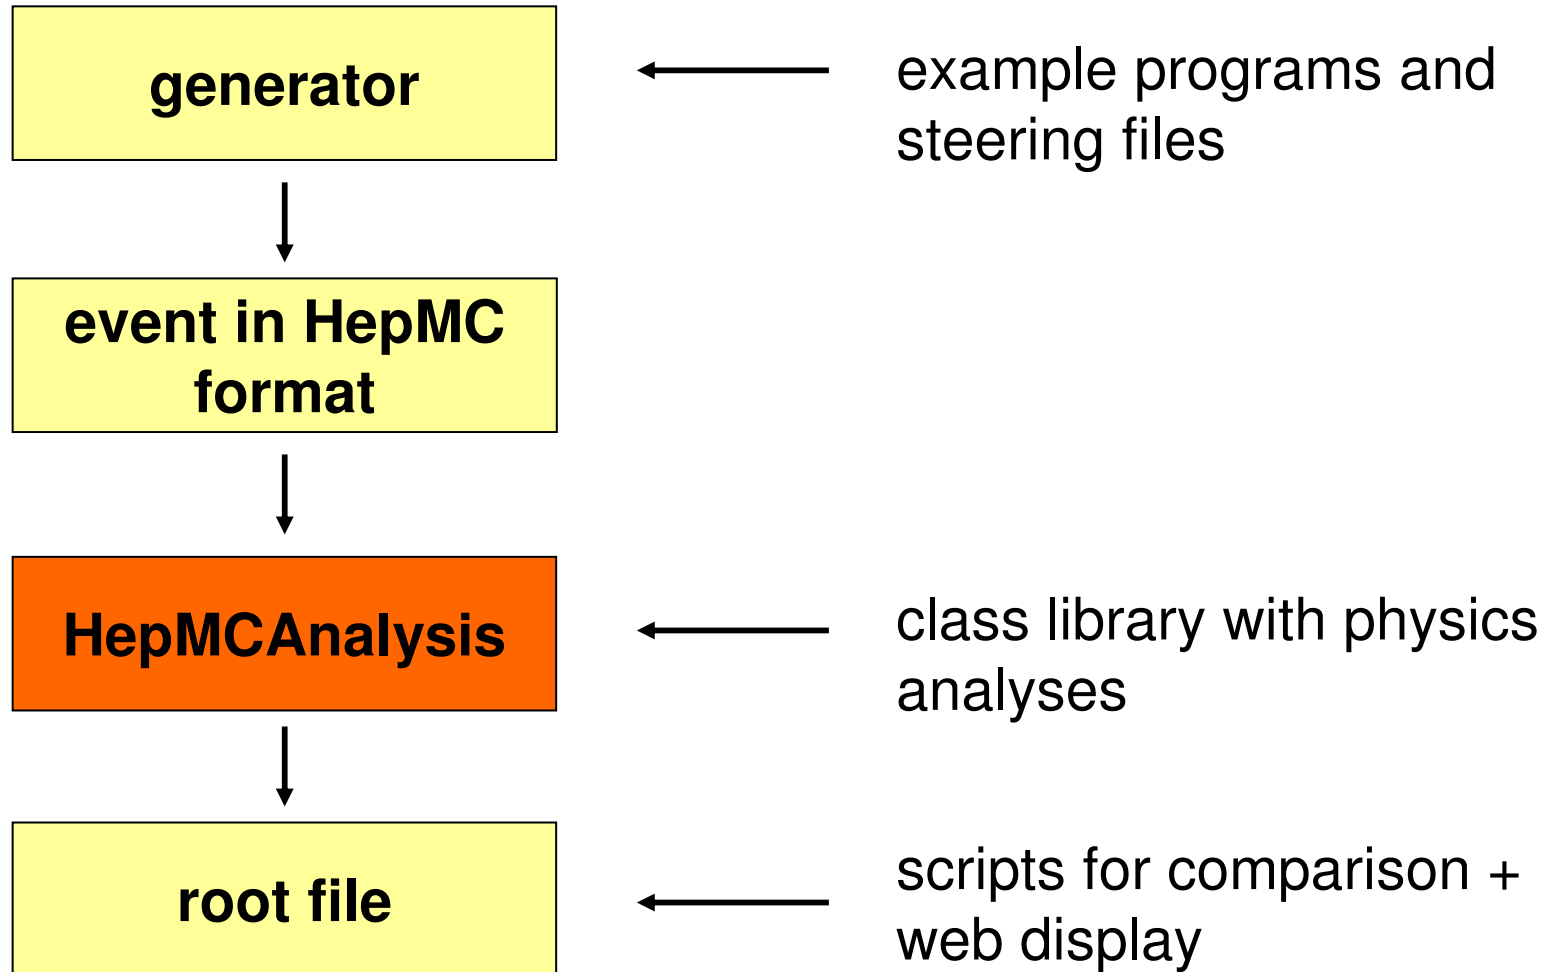 generator
example programs and
steering files
event in HepMC
format
HepMCAnalysis
class library with physics
analyses
root file
scripts for comparison +
web display